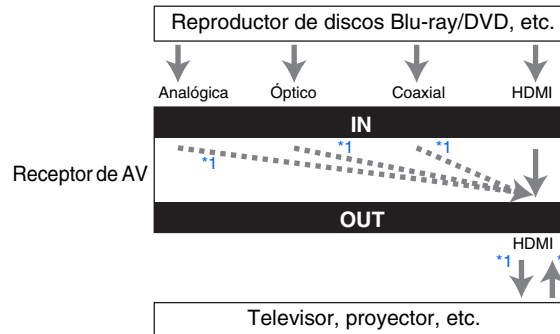 Reproductor de discos Blu-ray/DVD, etc.
Analógica Óptico Coaxial HDMI
IN
*1 *1 *1
Receptor de AV
OUT
HDMI
*1 *
Televisor, proyector, etc.